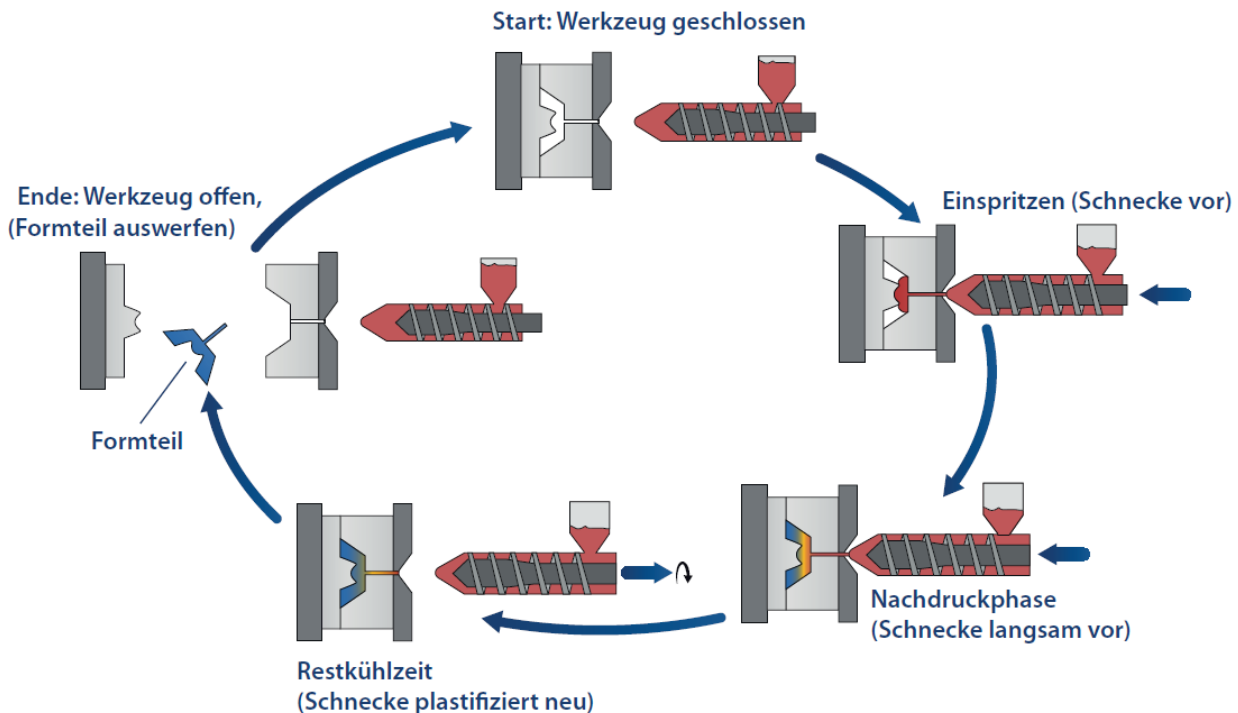 Start: Werkzeug geschlossen
Einspritzen (Schnecke vor)
Nachdruckphase
(Schnecke langsam vor)
Restkühlzeit
(Schnecke plastifiziert neu)
Ende: Werkzeug offen,
(Formteil auswerfen)
Formteil